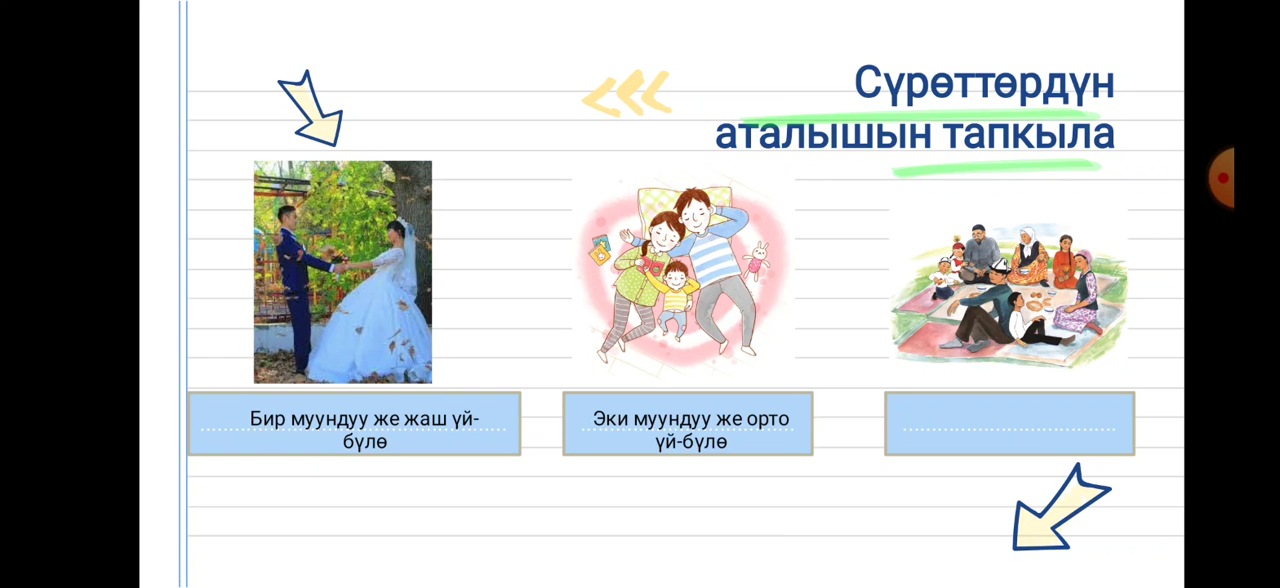 Сүрөттөрдүн
аталышын тапкыла
Бир муундуу же жаш үй-
бүлө
Эки муундуу же орто
үй-бүлө